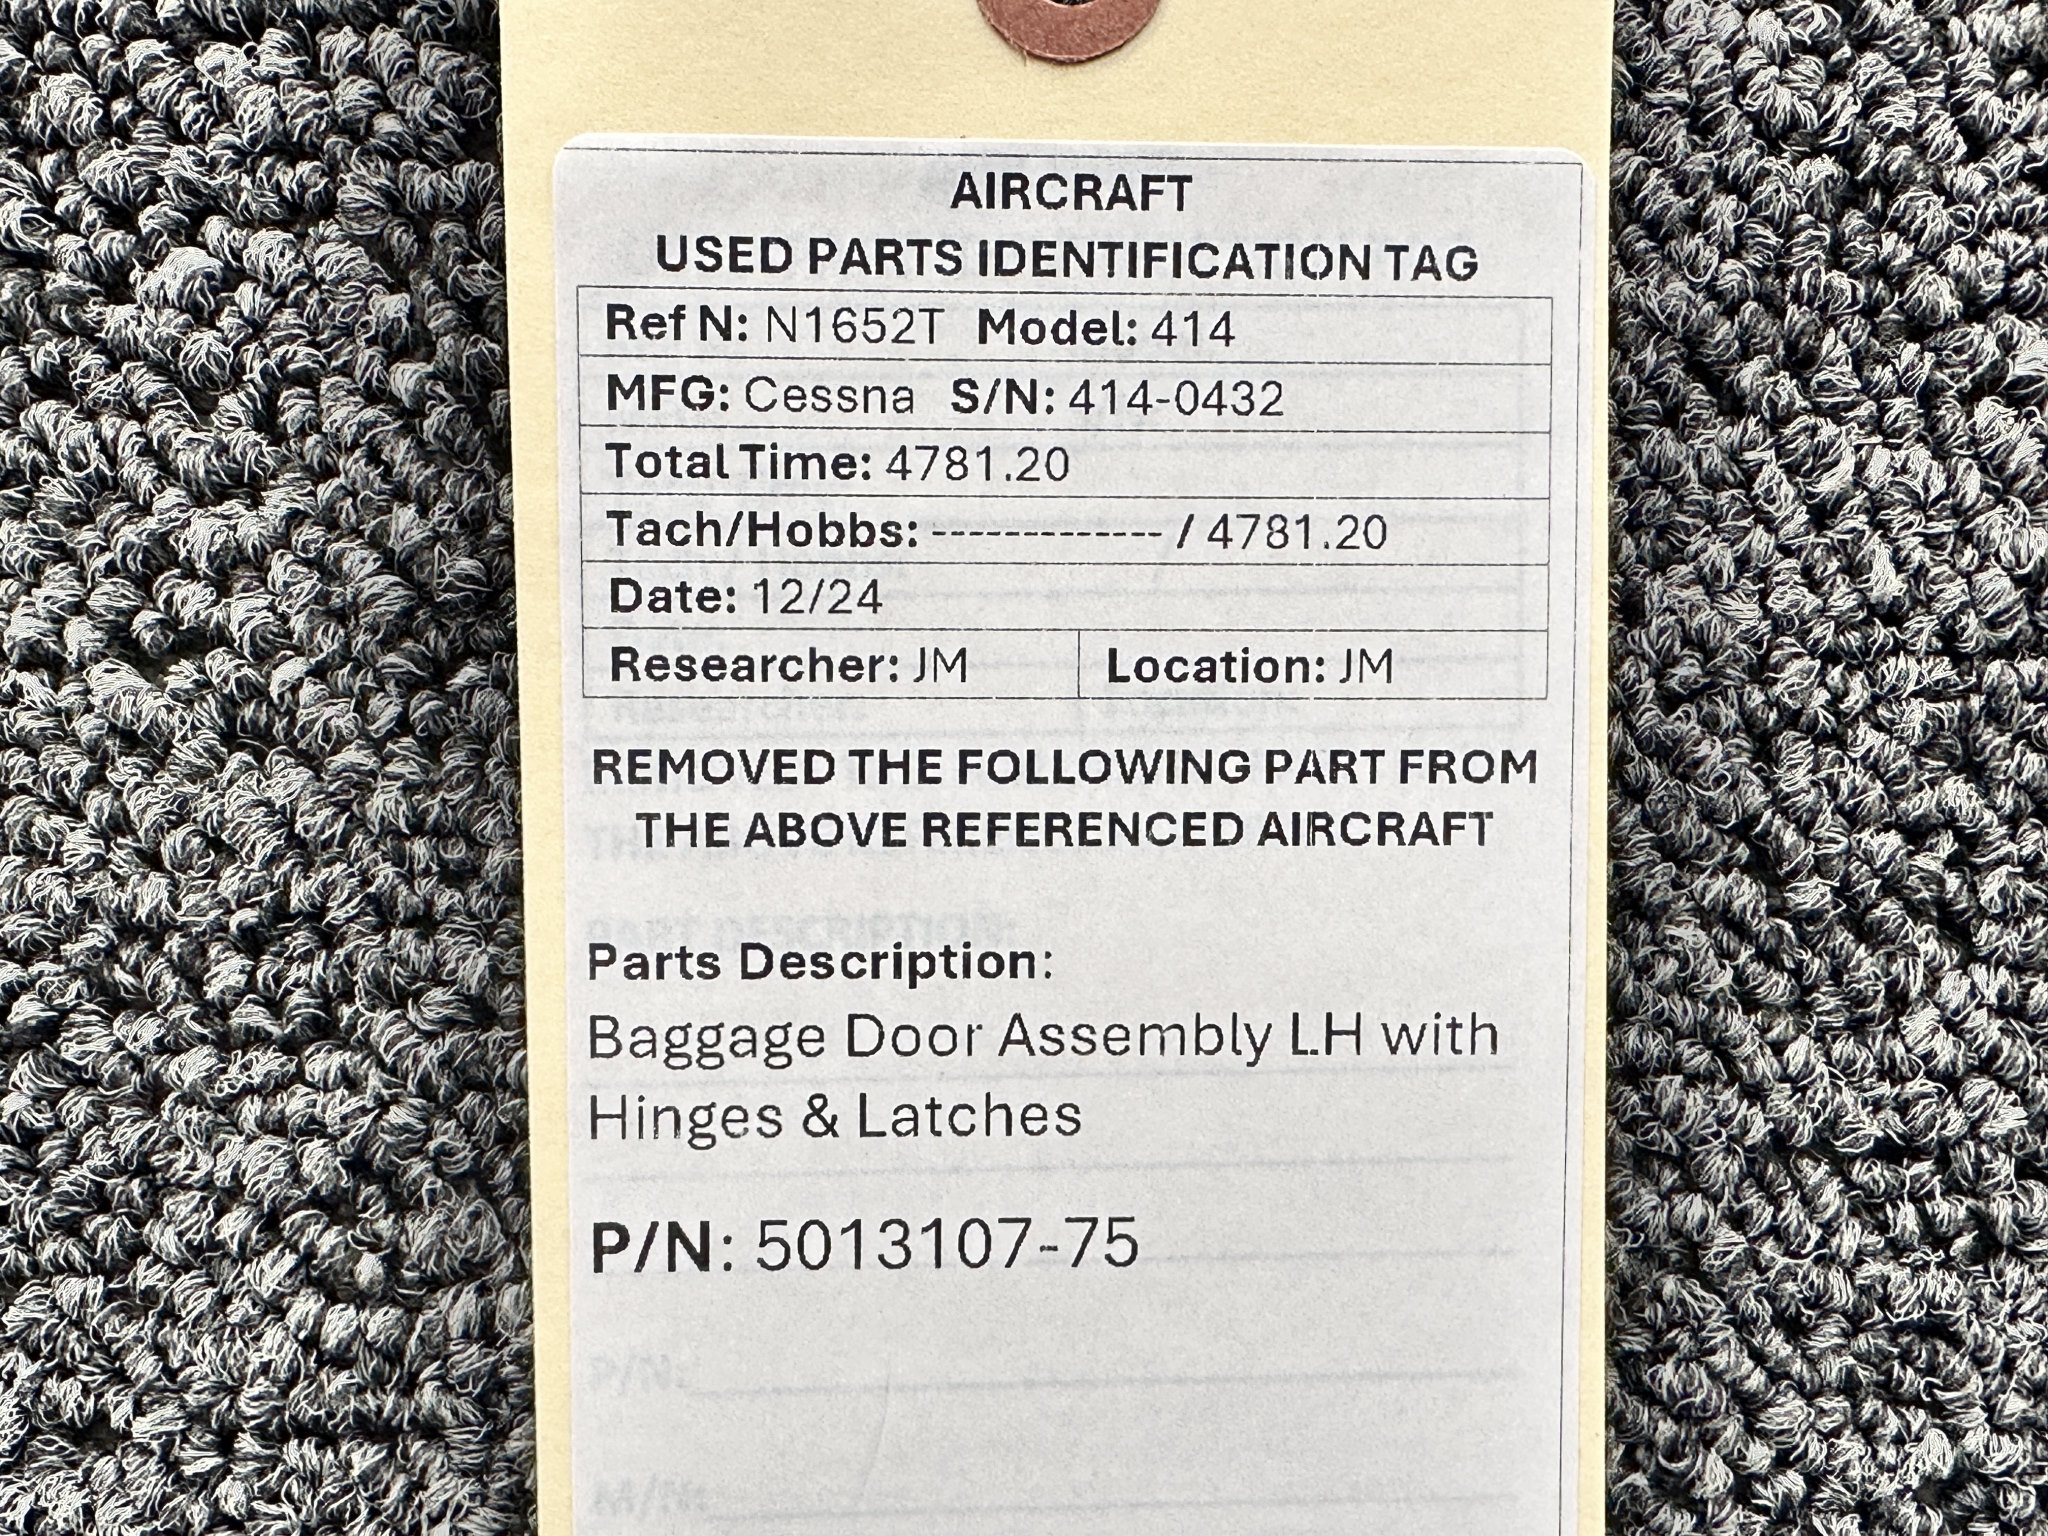 AIRCRAFT
USED PARTS IDENTIFICATION TAG
Ref N: N1652T Model: 414
MFG: Cessna S/N: 414-0432
Total Time: 4781.20
Tach/Hobbs: ------------- / 4781.20
Date: 12/24
Researcher: JM Location: JM
REMOVED THE FOLLOWING PART FROM
THE ABOVE REFERENCED AIRCRAFT
Parts Description:
Baggage Door Assembly LH with
Hinges & Latches
P/N: 5013107-75